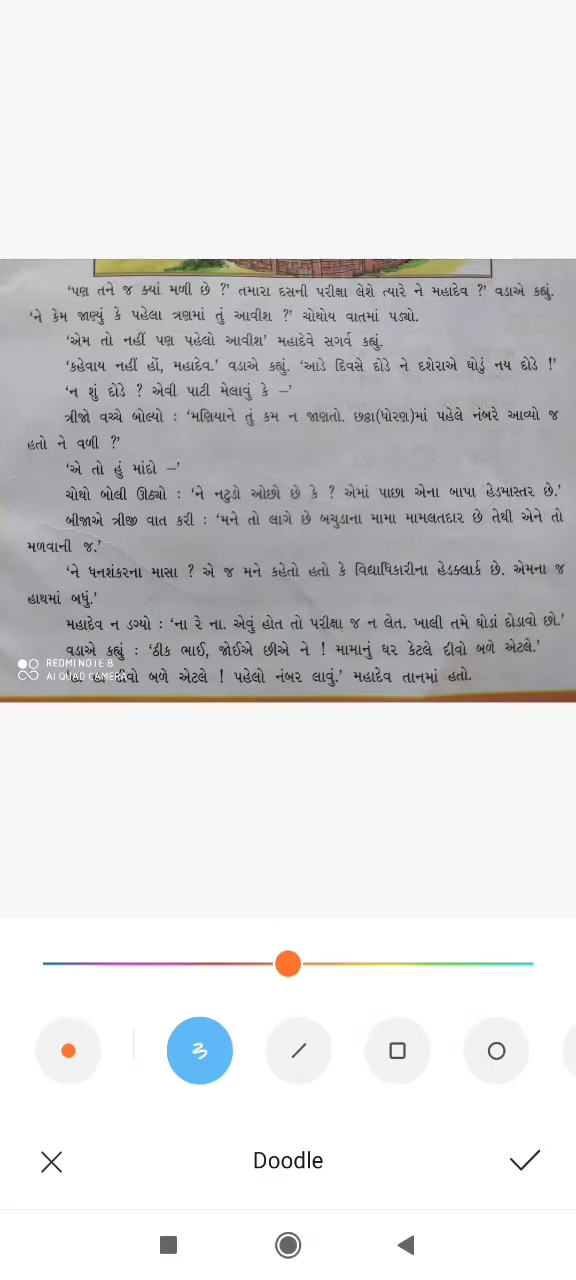 ‘પણ તને જ ક્યાં મળી છે ?’ તમારા દસની પરીક્ષા લેશે ત્યારે ને મહાદેવ ?’ વડાએ કહ્યું.
‘ને કેમ જાણ્યું કે પહેલા ત્રણમાં તું આવીશ ?’ ચોથોય વાતમાં પડ્યો.
‘એમ તો નહીં પણ પહેલો આવીશ’ મહાદેવે સગર્વ કહ્યું.
‘કહેવાય નહીં હોં, મહાદેવ.’ વડાએ કહ્યું. ‘આડે દિવસે દોડે ને દશેરાએ ઘોડું નય દોડે !’
‘ન શું દોડે ? એવી પાટી મેલાવું કે –’
ત્રીજો વચ્ચે બોલ્યો : ‘મણિયાને તું કમ ન જાણતો. છઠ્ઠા(ધોરણ)માં પહેલે નંબરે આવ્યો જ
હતો ને વળી ?’
‘એ તો હું માંદો –’
ચોથો બોલી ઊઠ્યો : ‘ને નટુડો ઓછો છે કે ? એમાં પાછા એના બાપા હેડમાસ્તર છે.’
બીજાએ ત્રીજી વાત કરી : ‘મને તો લાગે છે બચુડાના મામા મામલતદાર છે તેથી એને તો
મળવાની જ.’
‘ને ધનશંકરના માસા ? એ જ મને કહેતો હતો કે વિદ્યાધિકારીના હેડક્લાર્ક છે. એમના જ
હાથમાં બધું.’
મહાદેવ ન ડગ્યો : ‘ના રે ના. એવું હોત તો પરીક્ષા જ ન લેત. ખાલી તમે ઘોડાં દોડાવો છો.’
વડાએ કહ્યું : ‘ઠીક ભાઈ, જોઈએ છીએ ને ! મામાનું ઘર કેટલે દીવો બળે એટલે.’
REDMI NOTE 8
AI QUAD CAMERA
દીવો બળે એટલે ! પહેલો નંબર લાવું.’ મહાદેવ તાનમાં હતો.
Doodle